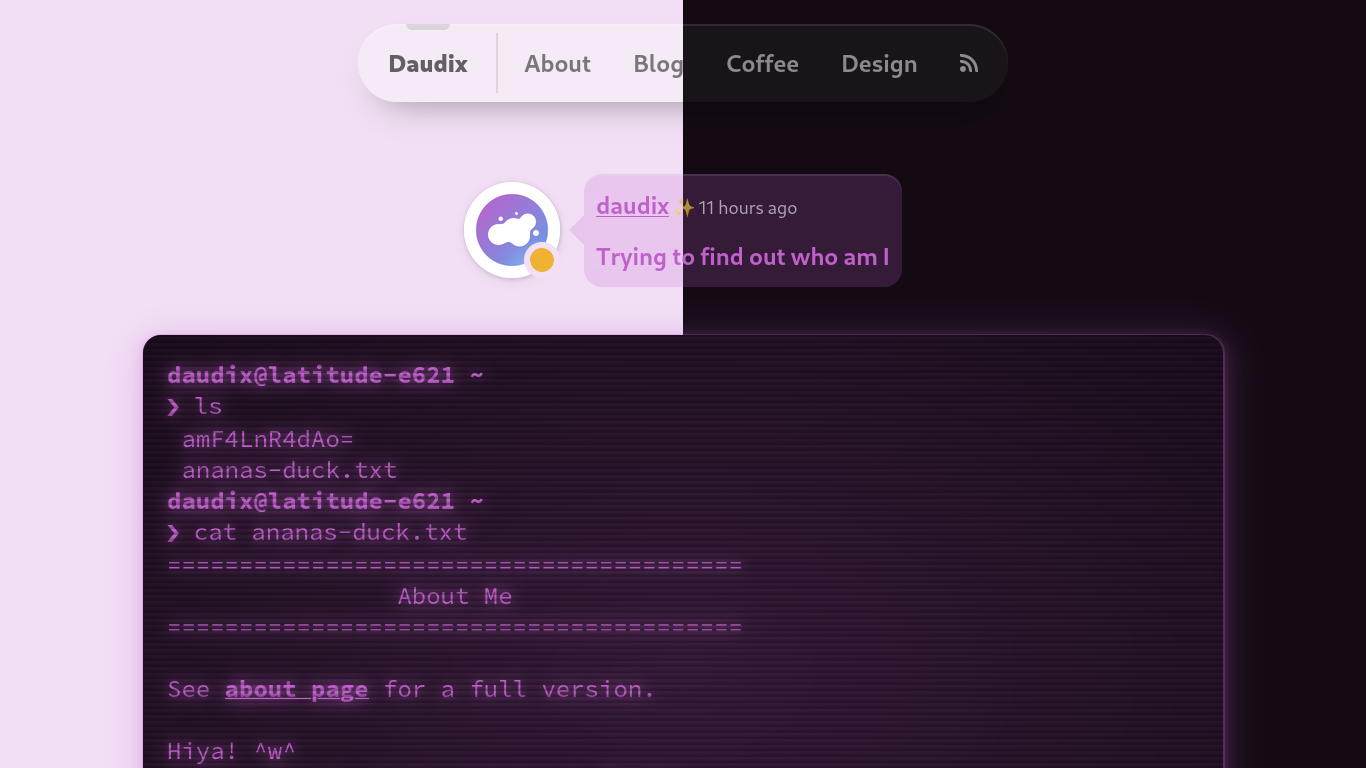 Daudix About Blog Coffee Design
daudix ✨ 11 hours ago
Trying to find out who am I
daudix@latitude-e621 ~
❯ ls
amF4LnR4dAo=
ananas-duck.txt
daudix@latitude-e621 ~
❯ cat ananas-duck.txt
========================================
About Me
========================================
See about page for a full version.
Hiya! ^w^